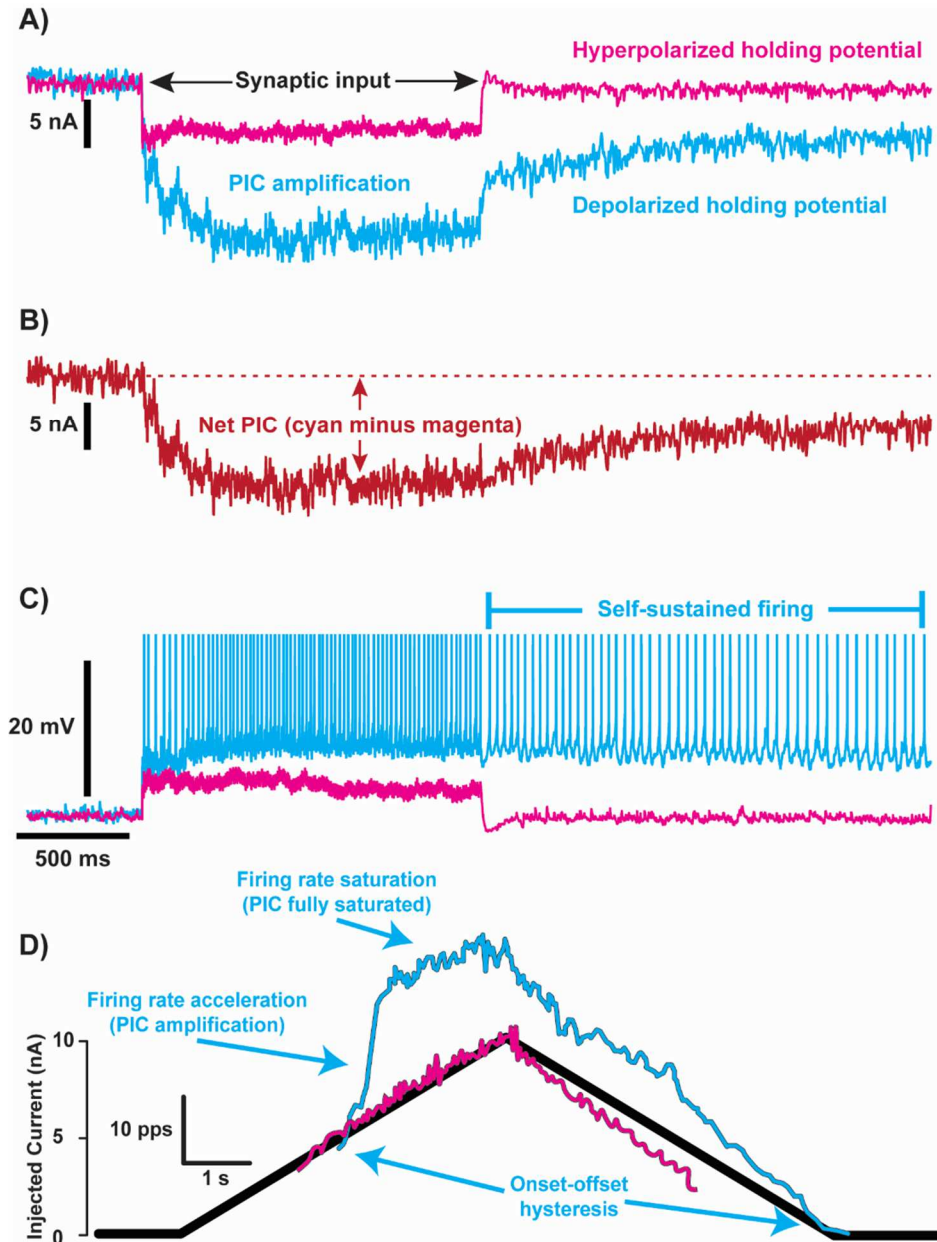 A)
Hyperpolarized holding potential
Synaptic input
5 nA
PIC amplification
Depolarized holding potential
B)
5 nA
Net PIC (cyan minus magenta)
C)
Self-sustained firing
20 mV
500 ms
Firing rate saturation
(PIC fully saturated)
D)
Firing rate acceleration
(PIC amplification)
Injected Current (nA)
10
5
0
10 pps
1 s
Onset-offset
hysteresis